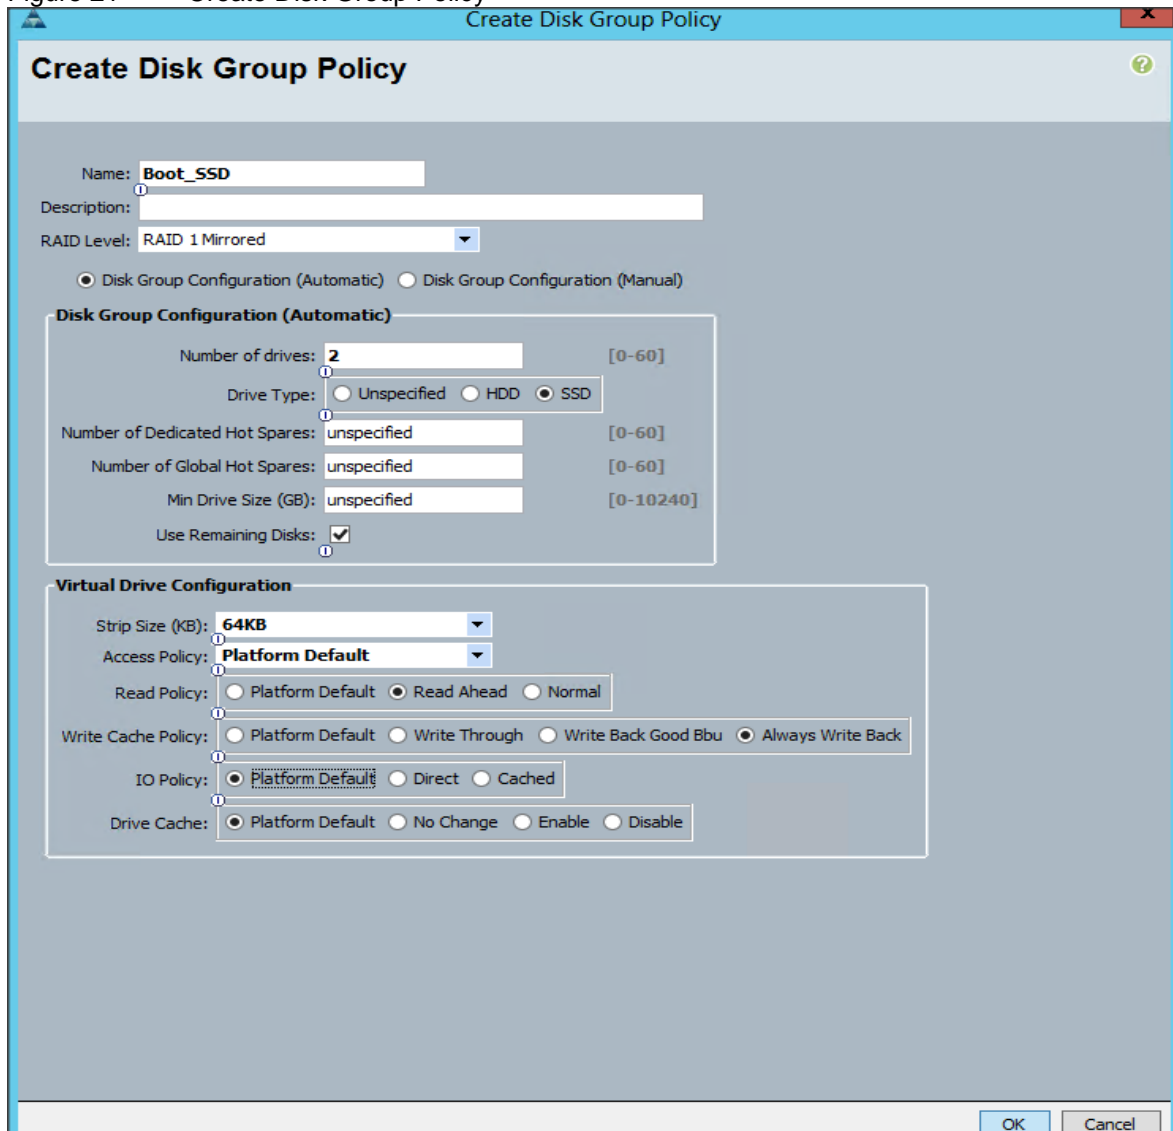 Create Disk Group Policy
Create Disk Group Policy X
Create Disk Group Policy ?
Name: Boot_SSD
Description:
RAID Level: RAID 1 Mirrored
Disk Group Configuration (Automatic) Disk Group Configuration (Manual)
Disk Group Configuration (Automatic)
Number of drives: 2 [0-60]
Drive Type: Unspecified HDD SSD
Number of Dedicated Hot Spares: unspecified [0-60]
Number of Global Hot Spares: unspecified [0-60]
Min Drive Size (GB): unspecified [0-10240]
Use Remaining Disks:
Virtual Drive Configuration
Strip Size (KB): 64KB
Access Policy: Platform Default
Read Policy: Platform Default Read Ahead Normal
Write Cache Policy: Platform Default Write Through Write Back Good Bbu Always Write Back
IO Policy: Platform Default Direct Cached
Drive Cache: Platform Default No Change Enable Disable
OK Cancel